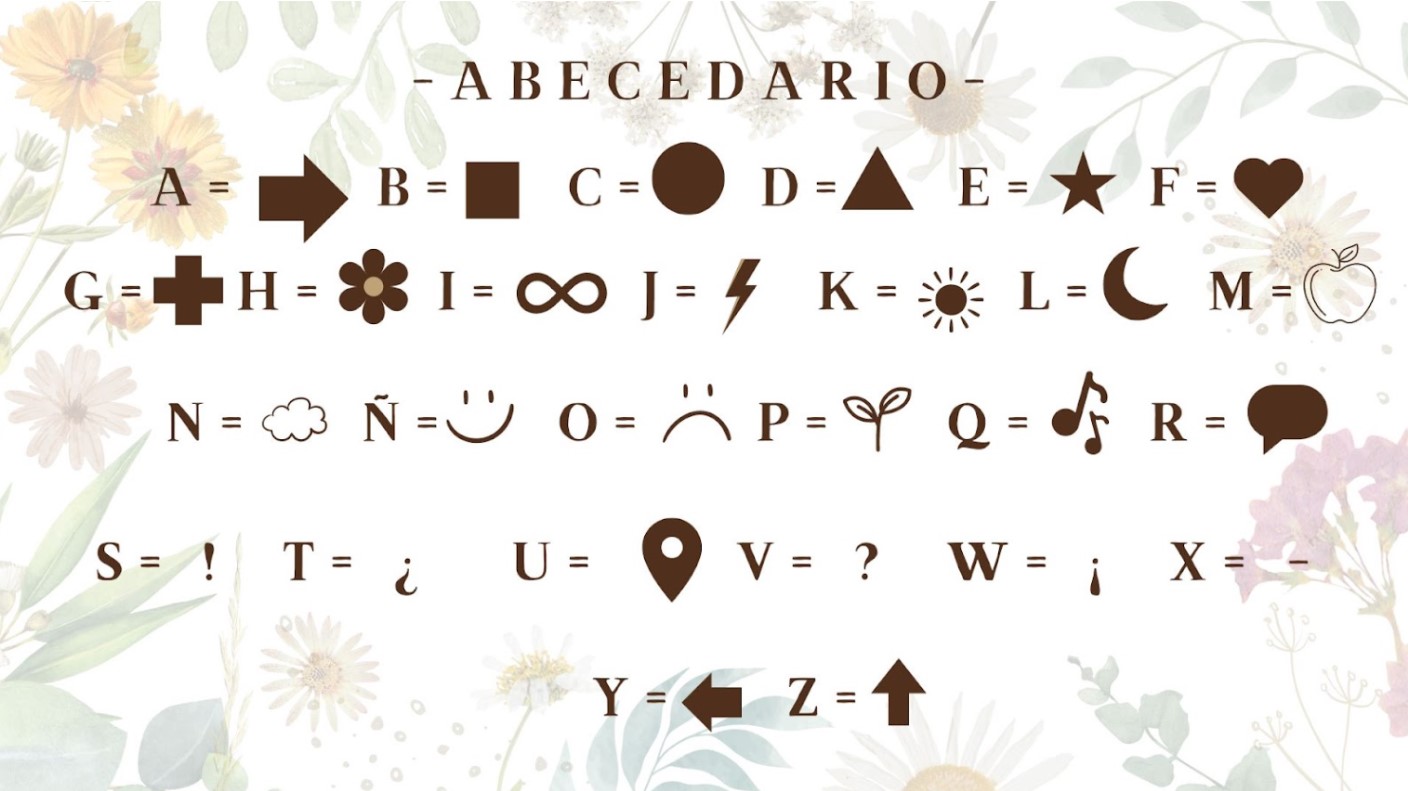 - ABECEDARIO -
A = B = C = D = E = F =
G = H = I = J = K = L = M =
N = Ñ = O = P = Q = R =
S = ! T = ¿ U = V = ? W = ¡ X = -
Y = Z =